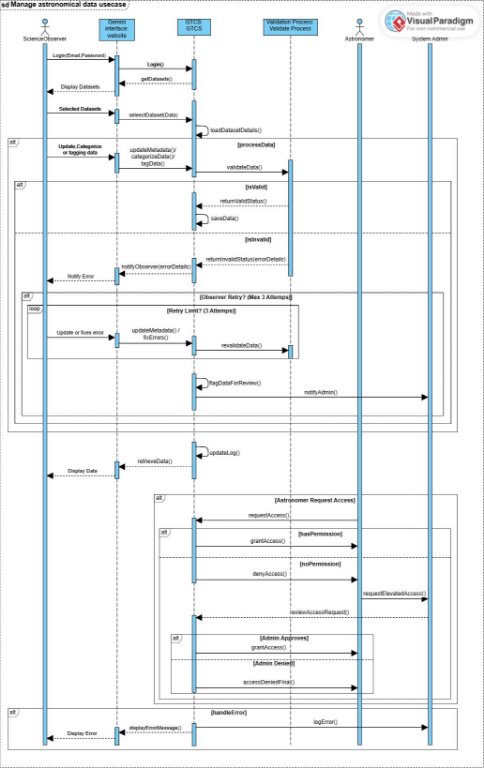 sd Manage astronomical data usecase
Made with
VisualParadigm
For non-commercial use
ScienceObserver
Gemini
interface:
website
GTCS:
GTCS
Validation Process:
Validate Process
Astronomer
System Admin
Login(Email,Password)
Login()
getDatasets()
Display Datasets
Selected Datasets
seleedDataset(Data)
loadDatasetDetails()
alt
[processData]
Update,Categorize
or tagging data
updateMetadata()/
categorizeData()/
tagData()
validateData()
alt
[isValid]
returnValidStatus()
saveData()
[isInvalid]
returnInvalidStatus(errorDetails)
notifyObserver(errorDetails)
Notify Error
alt
[Observer Retry? (Max 3 Attemps)]
loop
[Retry Limit? (3 Attemps)]
Update or fixes error
updateMetadata() /
fixErrors()
revalidateData()
flagDataForReview()
notifyAdmin()
updateLog()
retrieveData()
Display Data
alt
[Astronomer Request Access]
requestAccess()
alt
[hasPermission]
grantAccess()
[noPermission]
denyAccess()
requestElevatedAccess()
reviewAccessRequest()
alt
[Admin Approves]
grantAccess()
[Admin Denied]
accessDeniedFinal()
alt
[handleError]
logError()
displayErrorMessage()
Display Error